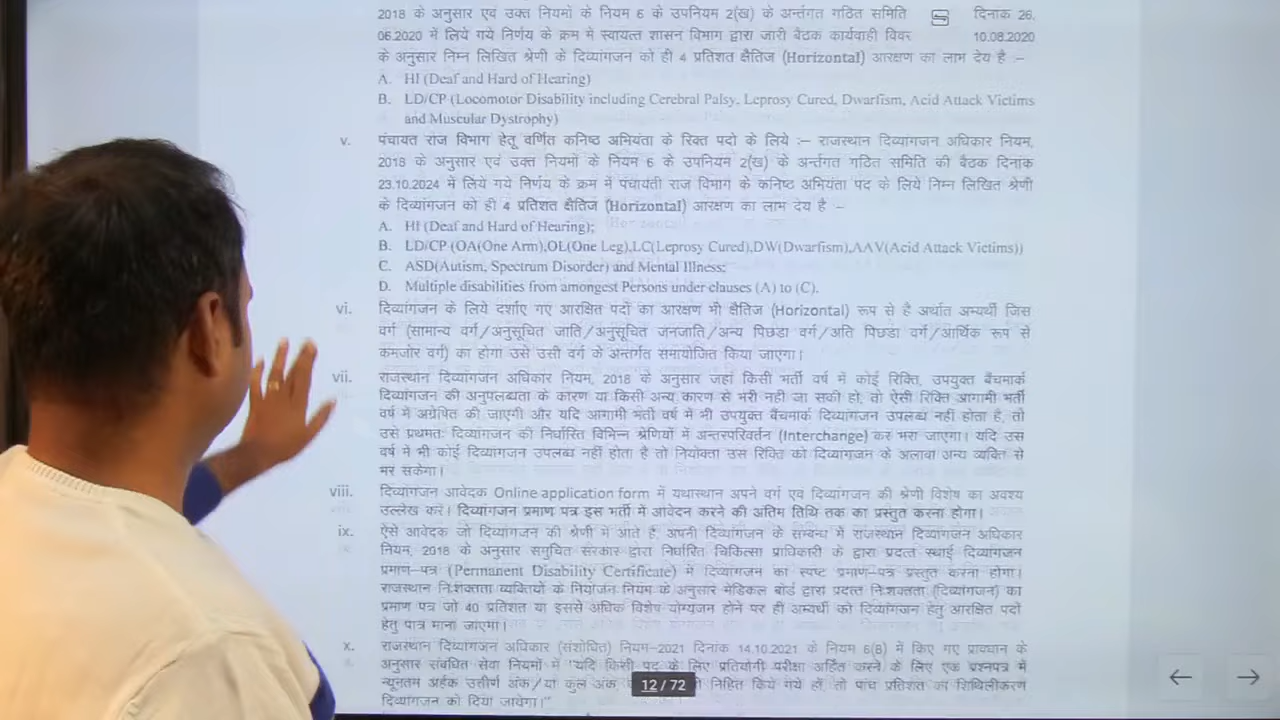 2018 के अनुसार एवं उक्त नियमों के नियम 6 के उपनियम 2(ख) के अर्न्तगत गठित समिति दिनांक 26.
06.2020 में लिये गये निर्णय के क्रम में स्वायत्त शासन विभाग द्वारा जारी बैठक कार्यवाही विवर 10.08.2020
के अनुसार निम्न लिखित श्रेणी के दिव्यांगजन को ही 4 प्रतिशत क्षैतिज (Horizontal) आरक्षण का लाभ देय है :–
A. HI (Deaf and Hard of Hearing)
B. LD/CP (Locomotor Disability including Cerebral Palsy, Leprosy Cured, Dwarfism, Acid Attack Victims
and Muscular Dystrophy)
v. पंचायत राज विभाग हेतू वर्णित कनिष्ठ अभियंता के रिक्त पदो के लिये :– राजस्थान दिव्यांगजन अधिकार नियम,
2018 के अनुसार एवं उक्त नियमों के नियम 6 के उपनियम 2(ख) के अर्न्तगत गठित समिति की बैठक दिनांक
23.10.2024 में लिये गये निर्णय के क्रम में पंचायती राज विभाग के कनिष्ठ अभियंता पद के लिये निम्न लिखित श्रेणी
के दिव्यांगजन को ही 4 प्रतिशत क्षैतिज (Horizontal) आरक्षण का लाभ देय है –
A. HI (Deaf and Hard of Hearing);
B. LD/CP (OA(One Arm),OL(One Leg),LC(Leprosy Cured),DW(Dwarfism),AAV(Acid Attack Victims))
C. ASD(Autism, Spectrum Disorder) and Mental Illness;
D. Multiple disabilities from amongest Persons under clauses (A) to (C).
vi. दिव्यांगजन के लिये दर्शाए गए आरक्षित पदों का आरक्षण भी क्षैतिज (Horizontal) रूप से है अर्थात अभ्यर्थी जिस
वर्ग (सामान्य वर्ग/अनुसूचित जाति/अनुसूचित जनजाति/अन्य पिछडा वर्ग/अति पिछडा वर्ग/आर्थिक रूप से
कमजोर वर्ग) का होगा उसे उसी वर्ग के अन्तर्गत समायोजित किया जाएगा।
vii. राजस्थान दिव्यांगजन अधिकार नियम, 2018 के अनुसार जहां किसी भर्ती वर्ष में कोई रिक्ति, उपयुक्त बैंचमार्क
दिव्यांगजन की अनुपलब्धता के कारण या किसी अन्य कारण से भरी नही जा सकी हो, तो ऐसी रिक्ति आगामी भर्ती
वर्ष में अग्रेषित की जाएगी और यदि आगामी भर्ती वर्ष में भी उपयुक्त बैंचमार्क दिव्यांगजन उपलब्ध नहीं होता है, तो
उसे प्रथमतः दिव्यांगजन की निर्धारित विभिन्न श्रेणियों में अन्तरपरिवर्तन (Interchange) कर भरा जाएगा। यदि उस
वर्ष में भी कोई दिव्यांगजन उपलब्ध नहीं होता है तो नियोक्ता उस रिक्ति को दिव्यांगजन के अलावा अन्य व्यक्ति से
भर सकेगा।
viii. दिव्यांगजन आवेदक Online application form में यथास्थान अपने वर्ग एवं दिव्यांगजन की श्रेणी विशेष का अवश्य
उल्लेख करें। दिव्यांगजन प्रमाण पत्र इस भर्ती में आवेदन करने की अंतिम तिथि तक का प्रस्तुत करना होगा।
ix. ऐसे आवेदक जो दिव्यांगजन की श्रेणी में आते है, अपनी दिव्यांगजन के सम्बन्ध में राजस्थान दिव्यांगजन अधिकार
नियम, 2018 के अनुसार समुचित सरकार द्वारा निर्धारित चिकित्सा प्राधिकारी के द्वारा प्रदत्त स्थाई दिव्यांगजन
प्रमाण–पत्र (Permanent Disability Certificate) में दिव्यांगजन का स्पष्ट प्रमाण–पत्र प्रस्तुत करना होगा।
राजस्थान निःशक्तता व्यक्तियों के नियोजन नियम के अनुसार मेडिकल बोर्ड द्वारा प्रदत्त निःशक्तता (दिव्यांगजन) का
प्रमाण पत्र जो 40 प्रतिशत या इससे अधिक विशेष योग्यजन होने पर ही अभ्यर्थी को दिव्यांगजन हेतु आरक्षित पदों
हेतु पात्र माना जाएगा।
x. राजस्थान दिव्यांगजन अधिकार (संशोधित) नियम–2021 दिनांक 14.10.2021 के नियम 6(B) में किए गए प्रावधान के
अनुसार संबंधित सेवा नियमों में "यदि किसी पद के लिए प्रतियोगी परीक्षा अर्हित करने के लिए एक प्रश्नपत्र में
न्यूनतम अर्हक उत्तीर्ण अंक/या कुल अंक निहित किये गये हों, तो पांच प्रतिशत का शिथिलीकरण
दिव्यांगजन को दिया जावेगा।"
12 / 72